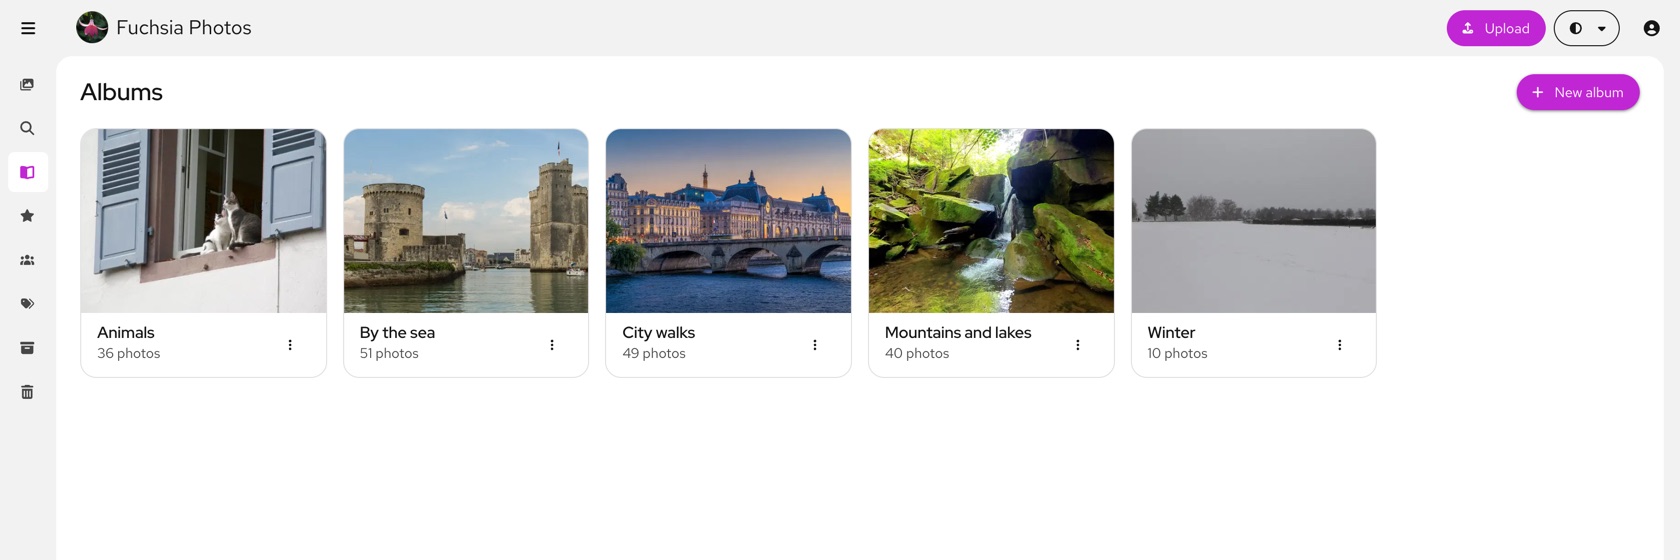 Fuchsia Photos
Upload
Albums
New album
Animals
36 photos
By the sea
51 photos
City walks
49 photos
Mountains and lakes
40 photos
Winter
10 photos